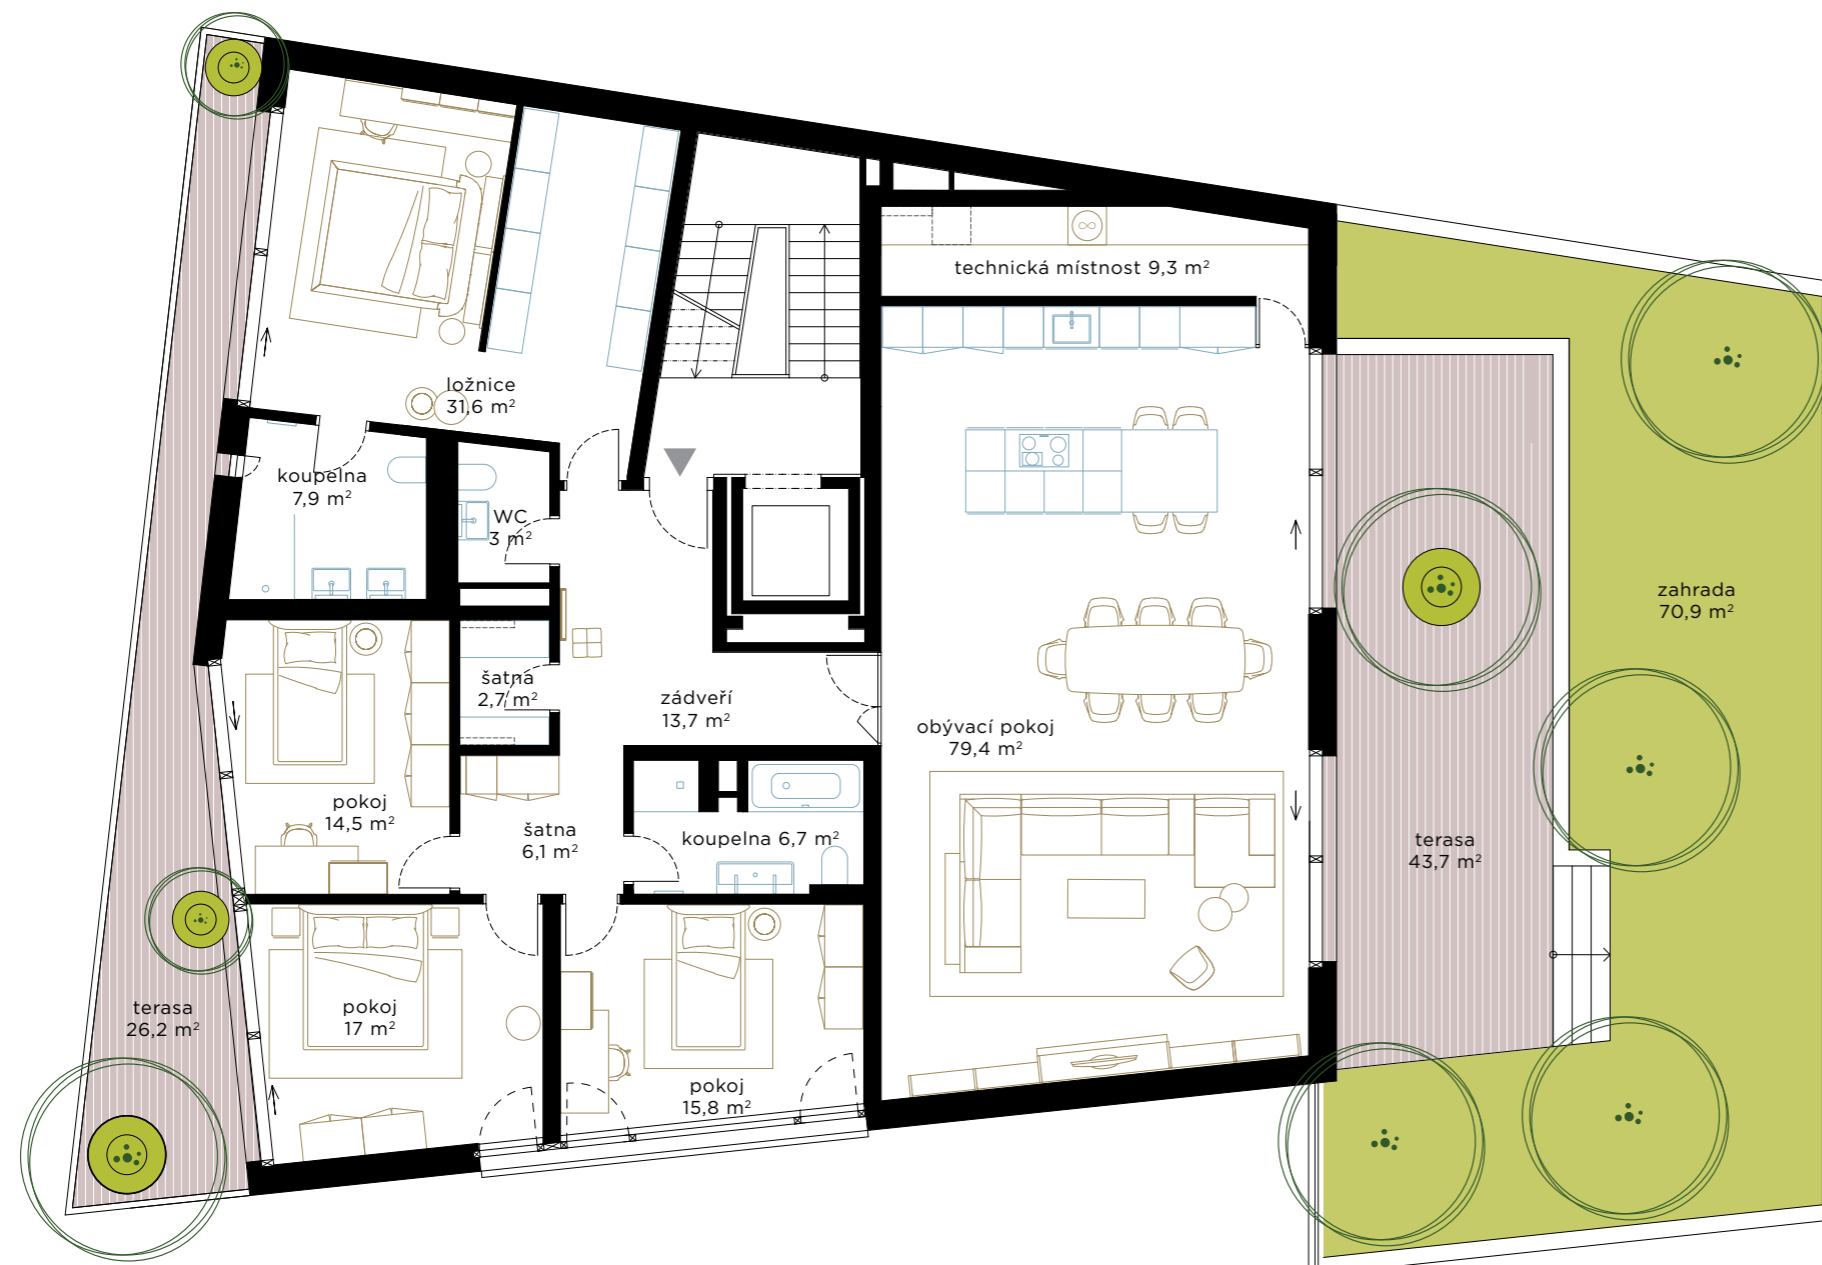 technická místnost 9,3 m²
ložnice
31,6 m²
koupelna
7,9 m²
WC
3 m²
zahrada
70,9 m²
šatna
2,7 m²
zádveří
13,7 m²
obývací pokoj
79,4 m²
pokoj
14,5 m²
šatna
6,1 m²
koupelna 6,7 m²
terasa
43,7 m²
terasa
26,2 m²
pokoj
17 m²
pokoj
15,8 m²